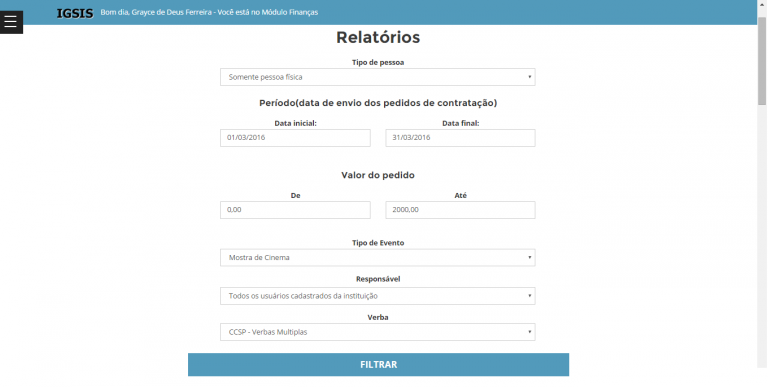 IGSIS Bom dia, Grayce de Deus Ferreira - Você está no Módulo Finanças
Relatórios
Tipo de pessoa
Somente pessoa física
Período(data de envio dos pedidos de contratação)
Data inicial: Data final:
01/03/2016 31/03/2016
Valor do pedido
De Até
0,00 2000,00
Tipo de Evento
Mostra de Cinema
Responsável
Todos os usuários cadastrados da instituição
Verba
CCSP - Verbas Multiplas
FILTRAR